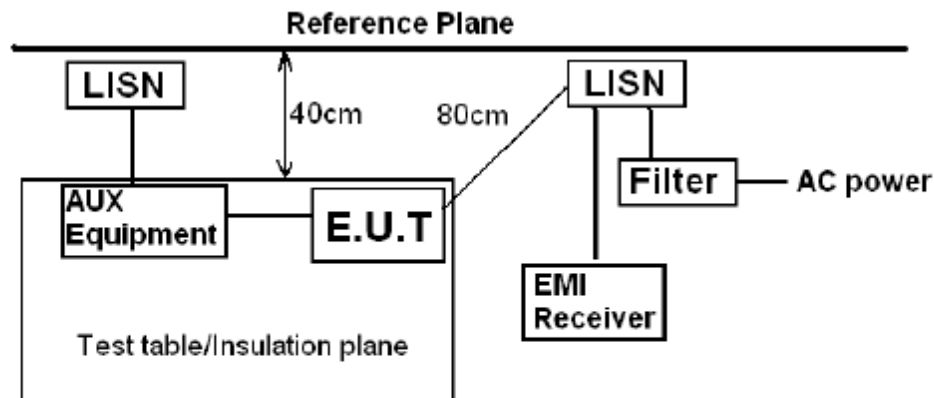 Reference Plane
LISN
40cm
80cm
LISN
AUX
Equipment
E.U.T
Filter
AC power
EMI
Receiver
Test table/Insulation plane